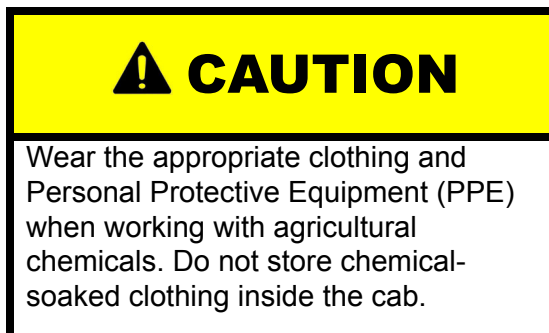 CAUTION
Wear the appropriate clothing and
Personal Protective Equipment (PPE)
when working with agricultural
chemicals. Do not store chemical-
soaked clothing inside the cab.